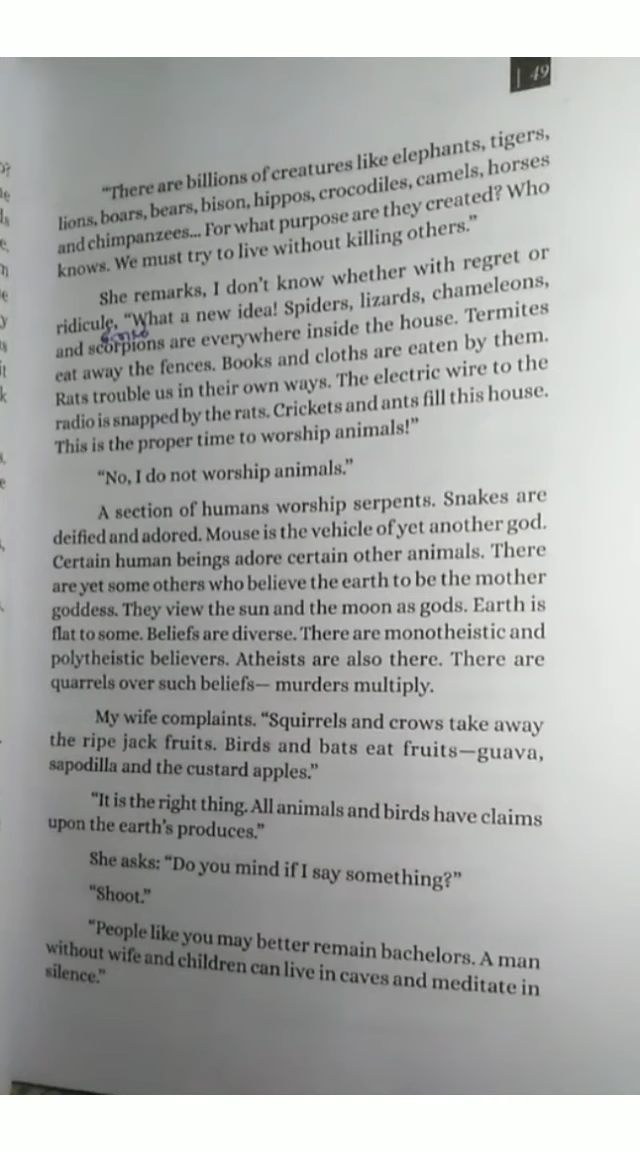 | 49
"There are billions of creatures like elephants, tigers,
lions, boars, bears, bison, hippos, crocodiles, camels, horses
and chimpanzees... For what purpose are they created? Who
knows. We must try to live without killing others."
She remarks, I don't know whether with regret or
ridicule, "What a new idea! Spiders, lizards, chameleons,
and scorpions are everywhere inside the house. Termites
eat away the fences. Books and cloths are eaten by them.
Rats trouble us in their own ways. The electric wire to the
radio is snapped by the rats. Crickets and ants fill this house.
This is the proper time to worship animals!"
"No, I do not worship animals."
A section of humans worship serpents. Snakes are
deified and adored. Mouse is the vehicle of yet another god.
Certain human beings adore certain other animals. There
are yet some others who believe the earth to be the mother
goddess. They view the sun and the moon as gods. Earth is
flat to some. Beliefs are diverse. There are monotheistic and
polytheistic believers. Atheists are also there. There are
quarrels over such beliefs— murders multiply.
My wife complaints. "Squirrels and crows take away
the ripe jack fruits. Birds and bats eat fruits—guava,
sapodilla and the custard apples."
"It is the right thing. All animals and birds have claims
upon the earth's produces."
She asks: "Do you mind if I say something?"
"Shoot."
"People like you may better remain bachelors. A man
without wife and children can live in caves and meditate in
silence."